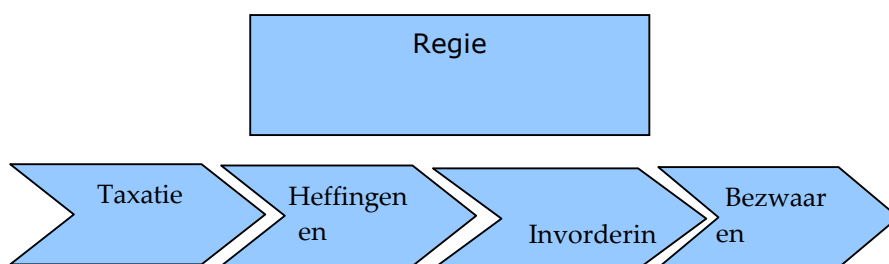 Regie
Taxatie
Heffingen
en
Invorderin
Bezwaar
en